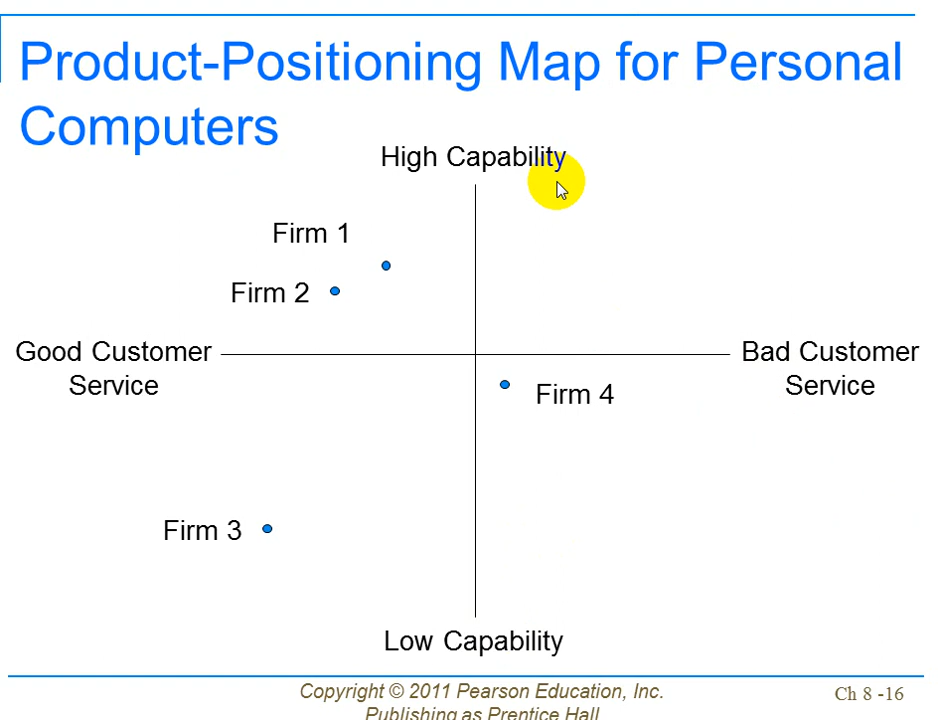 Product-Positioning Map for Personal
Computers
High Capability
Firm 1
Firm 2
Good Customer
Service
Bad Customer
Service
Firm 4
Firm 3
Low Capability
Copyright © 2011 Pearson Education, Inc.
Publishing as Prentice Hall
Ch 8 -16